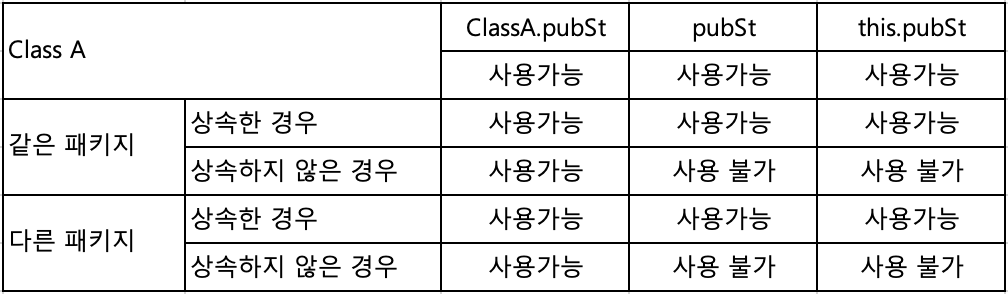 Class A
ClassA.pubSt pubSt this.pubSt
사용가능 사용가능 사용가능
같은 패키지
상속한 경우 사용가능 사용가능 사용가능
상속하지 않은 경우 사용가능 사용 불가 사용 불가
다른 패키지
상속한 경우 사용가능 사용가능 사용가능
상속하지 않은 경우 사용가능 사용 불가 사용 불가